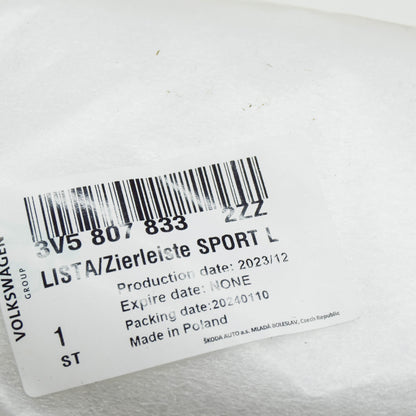 3V5 807 833 2ZZ
LISTA/Zierleiste SPORT L
Production date: 2023/12
Expire date: NONE
Packing date:20240110
Made in Poland
1
ST
VOLKSWAGEN
GROUP
ŠKODA AUTO a.s. MLADÁ BOLESLAV, Czech Republic